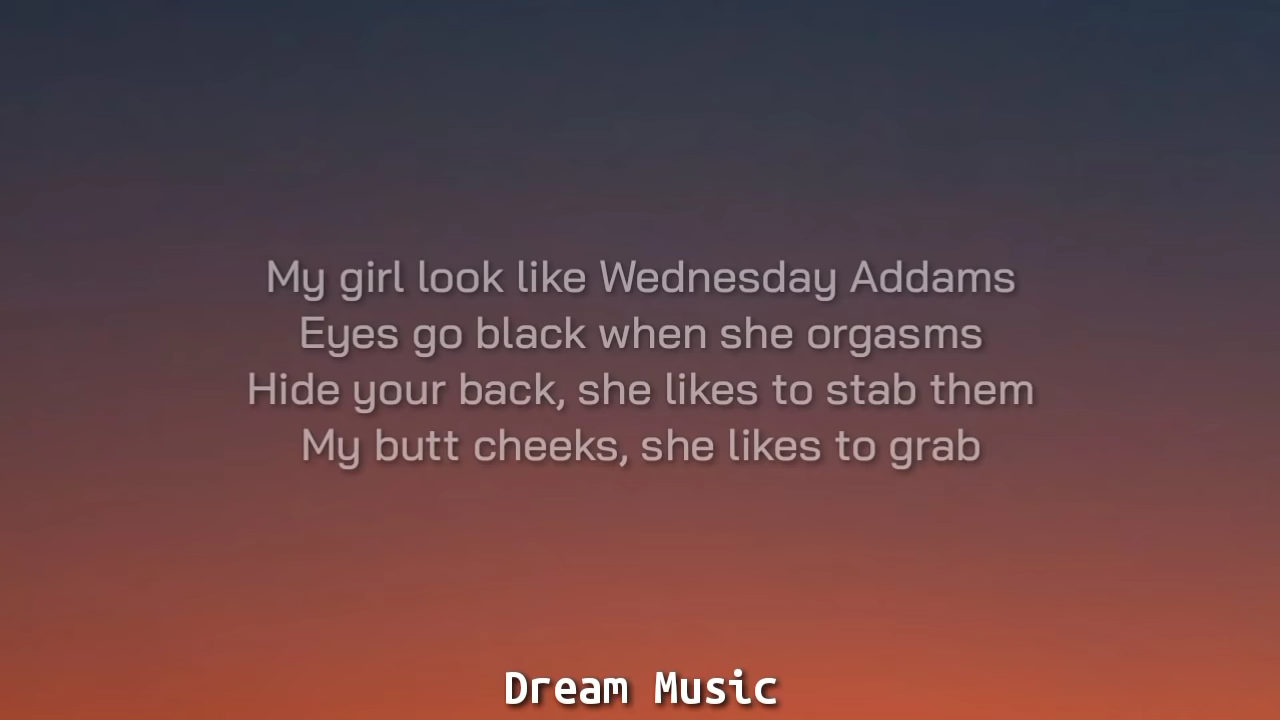 My girl look like Wednesday Addams
Eyes go black when she orgasms
Hide your back, she likes to stab them
My butt cheeks, she likes to grab
Dream Music